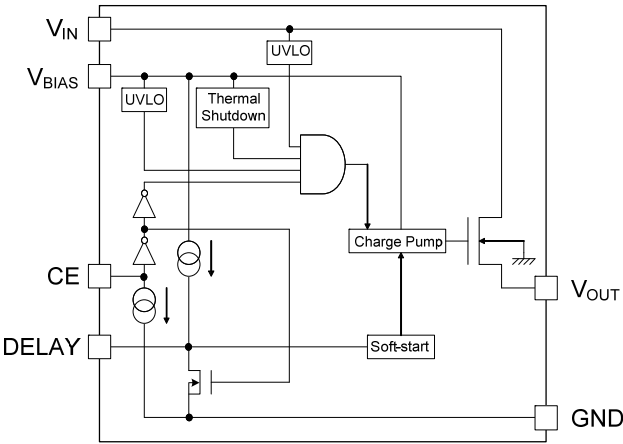 VIN
UVLO
VBIAS
UVLO
Thermal
Shutdown
Charge Pump
CE
VOUT
DELAY
Soft-start
GND